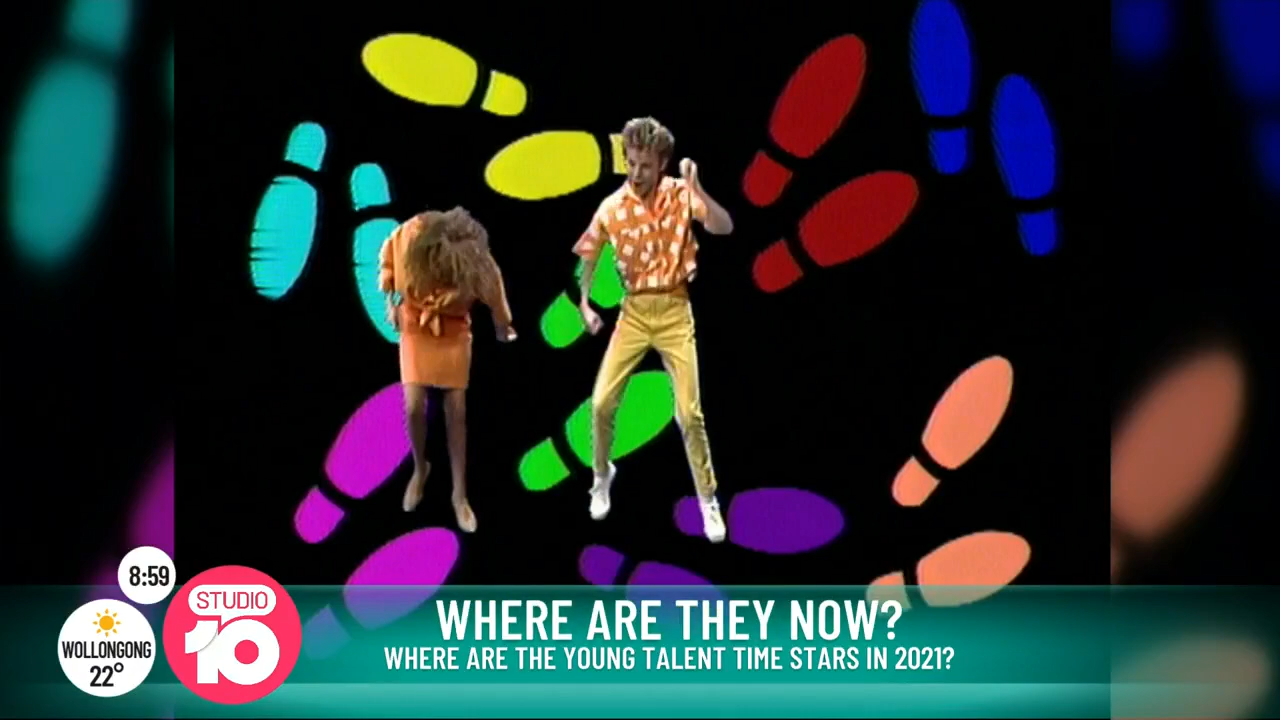 8:59
WOLLONGONG
22°
STUDIO
10
WHERE ARE THEY NOW?
WHERE ARE THE YOUNG TALENT TIME STARS IN 2021?